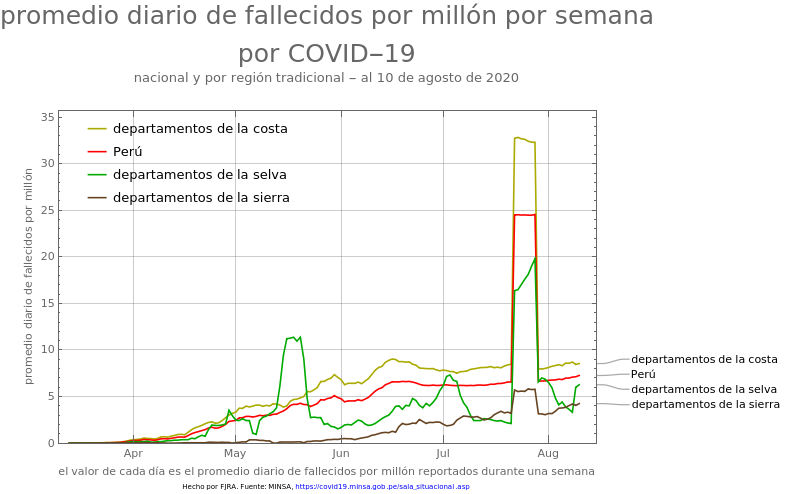 promedio diario de fallecidos por millón por semana
por COVID−19
nacional y por región tradicional − al 10 de agosto de 2020
promedio diario de fallecidos por millón
35
30
25
20
15
10
5
0
departamentos de la costa
Perú
departamentos de la selva
departamentos de la sierra
departamentos de la costa
Perú
departamentos de la selva
departamentos de la sierra
Apr May Jun Jul Aug
el valor de cada día es el promedio diario de fallecidos por millón reportados durante una semana
Hecho por FJRA. Fuente: MINSA, https://covid19.minsa.gob.pe/sala_situacional.asp